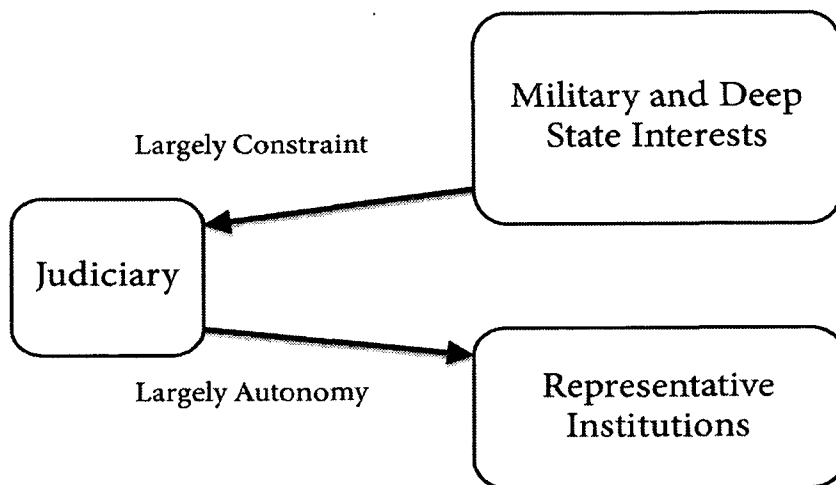 Military and Deep
State Interests
Largely Constraint
Judiciary
Largely Autonomy
Representative
Institutions